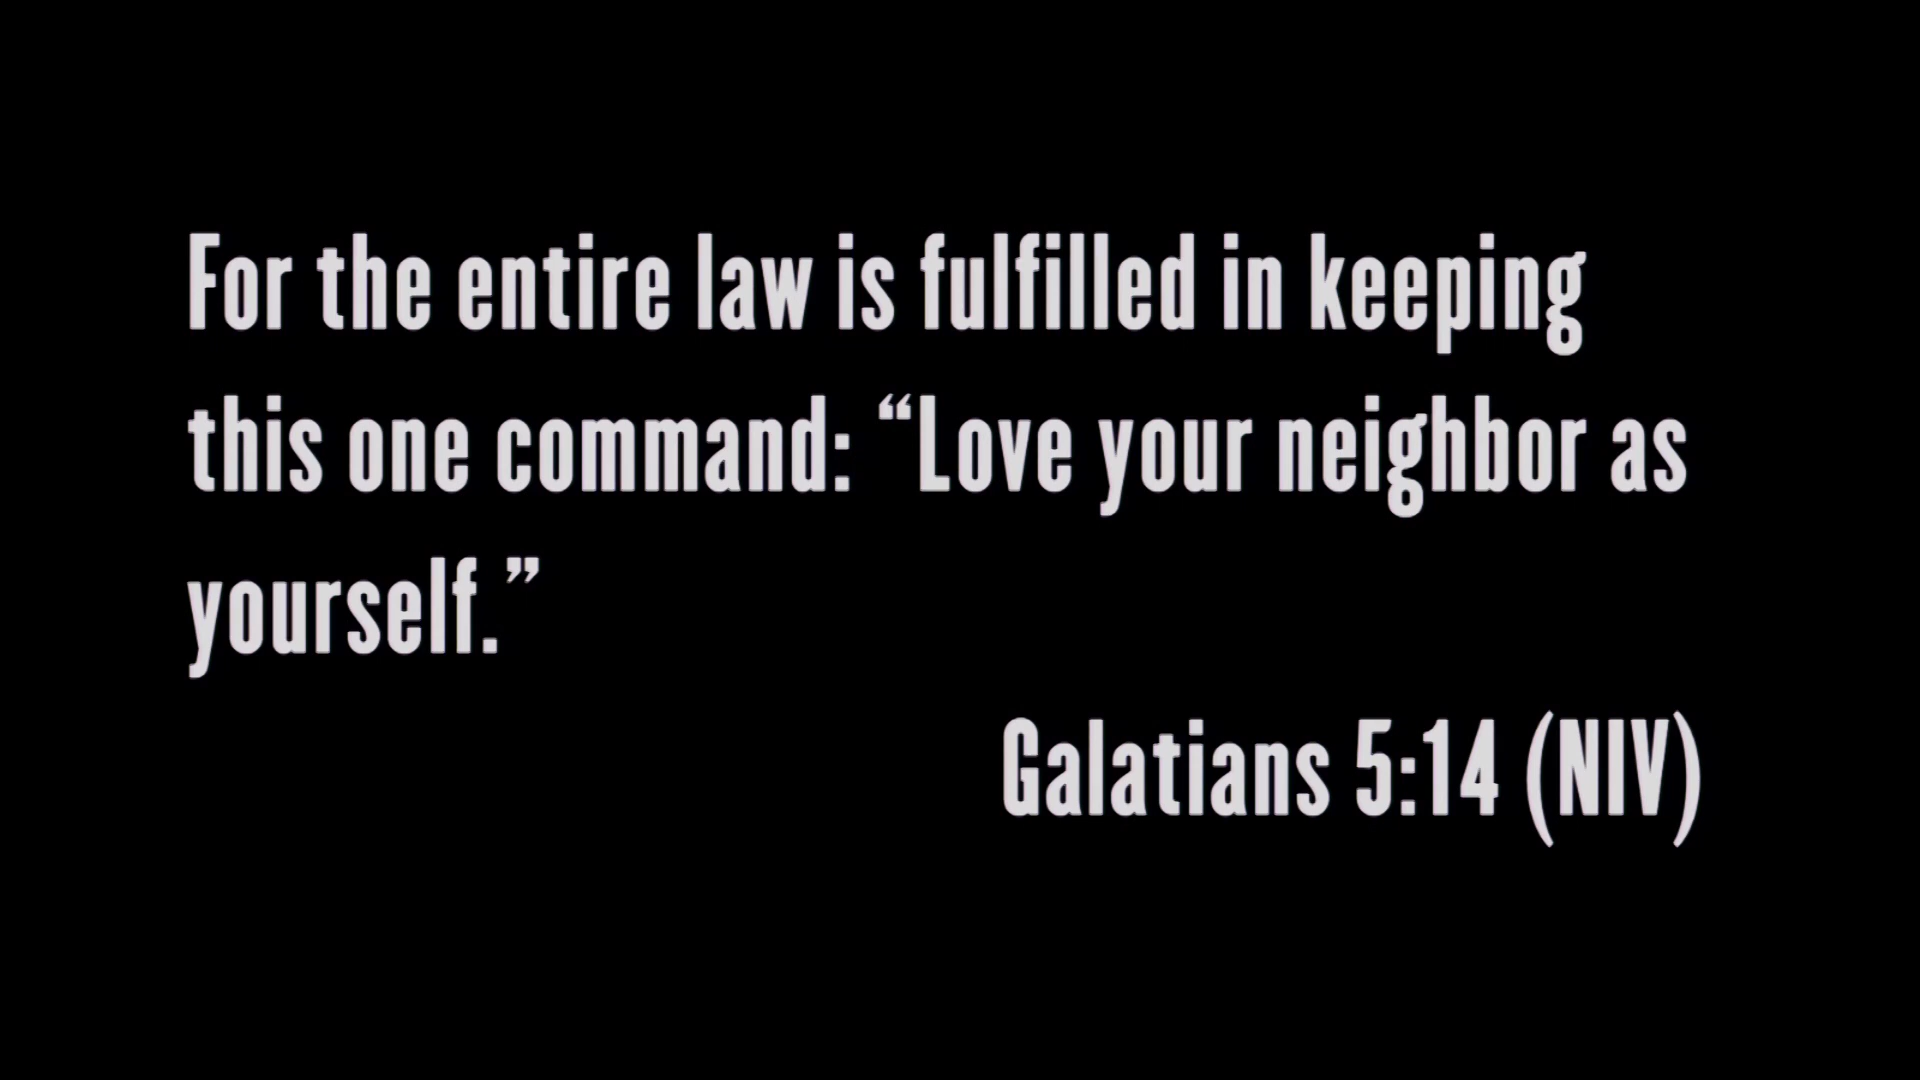 For the entire law is fulfilled in keeping
this one command: “Love your neighbor as
yourself.”
Galatians 5:14 (NIV)